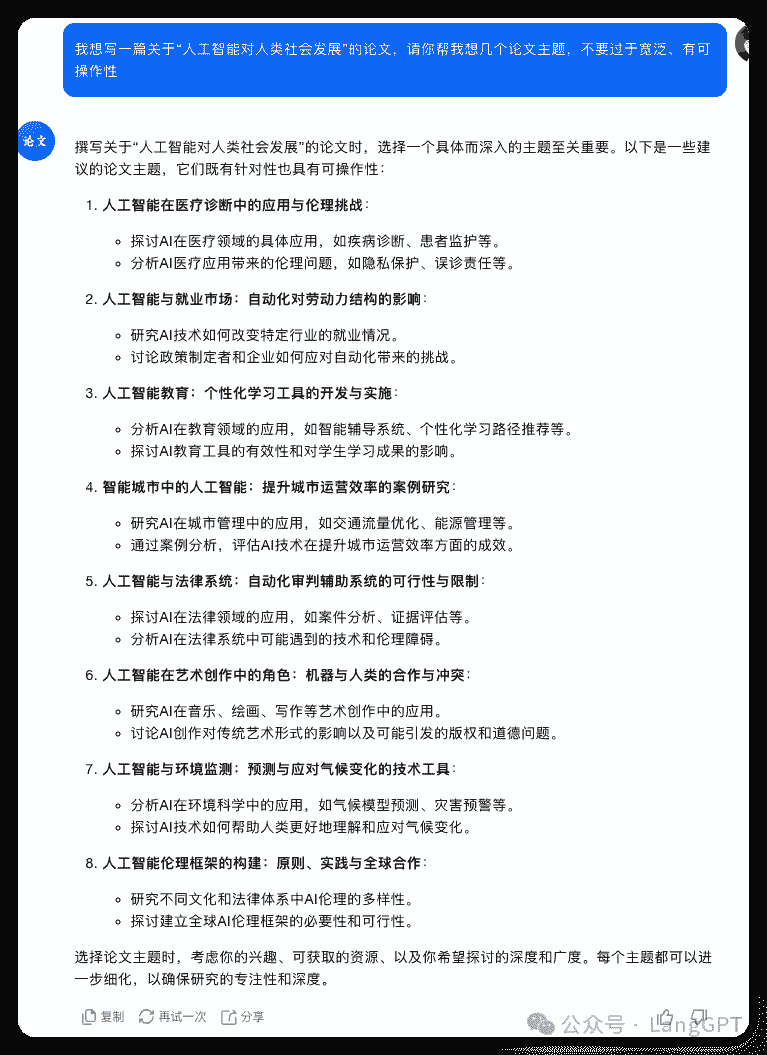 我想写一篇关于“人工智能对人类社会发展”的论文，请你帮我想几个论文主题，不要过于宽泛、有可
操作性
论文
撰写关于“人工智能对人类社会发展”的论文时，选择一个具体而深入的主题至关重要。以下是一些建
议的论文主题，它们既有针对性也具有可操作性：
1. 人工智能在医疗诊断中的应用与伦理挑战：
探讨AI在医疗领域的具体应用，如疾病诊断、患者监护等。
分析AI医疗应用带来的伦理问题，如隐私保护、误诊责任等。
2. 人工智能与就业市场：自动化对劳动力结构的影响：
研究AI技术如何改变特定行业的就业情况。
讨论政策制定者和企业如何应对自动化带来的挑战。
3. 人工智能教育：个性化学习工具的开发与实施：
分析AI在教育领域的应用，如智能辅导系统、个性化学习路径推荐等。
探讨AI教育工具的有效性和对学生学习成果的影响。
4. 智能城市中的人工智能：提升城市运营效率的案例研究：
研究AI在城市管理中的应用，如交通流量优化、能源管理等。
通过案例分析，评估AI技术在提升城市运营效率方面的成效。
5. 人工智能与法律系统：自动化审判辅助系统的可行性与限制：
探讨AI在法律领域的应用，如案件分析、证据评估等。
分析AI在法律系统中可能遇到的技术和伦理障碍。
6. 人工智能在艺术创作中的角色：机器与人类的合作与冲突：
研究AI在音乐、绘画、写作等艺术创作中的应用。
讨论AI创作对传统艺术形式的影响以及可能引发的版权和道德问题。
7. 人工智能与环境监测：预测与应对气候变化的技术工具：
分析AI在环境科学中的应用，如气候模型预测、灾害预警等。
探讨AI技术如何帮助人类更好地理解和应对气候变化。
8. 人工智能伦理框架的构建：原则、实践与全球合作：
研究不同文化和法律体系中AI伦理的多样性。
探讨建立全球AI伦理框架的必要性和可行性。
选择论文主题时，考虑你的兴趣、可获取的资源、以及你希望探讨的深度和广度。每个主题都可以进
一步细化，以确保研究的专注性和深度。
复制 再试一次 分享
公众号 · LangGPT